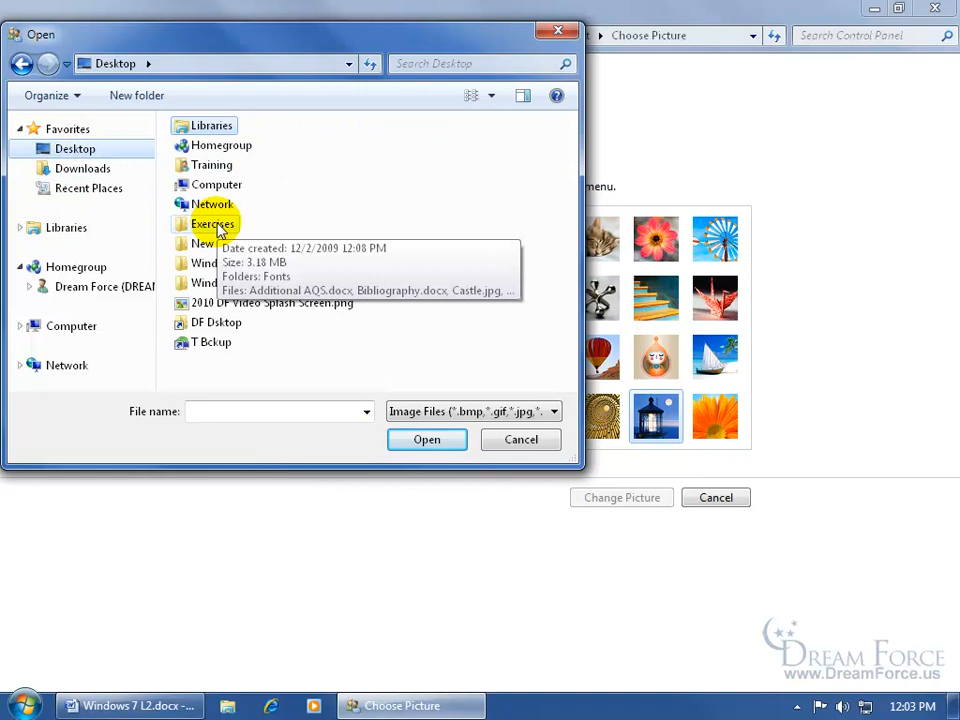 Open
Choose Picture
Search Control Panel
Desktop
Search Desktop
Organize
New folder
Favorites
Desktop
Downloads
Recent Places
Libraries
Homegroup
Dream Force (DREAM
Computer
Network
Libraries
Homegroup
Training
Computer
Network
Exercises
New
Wind
Wind
2010 DF Video Splash Screen.png
DF Dsktop
T Bckup
Date created: 12/2/2009 12:08 PM
Size: 3.18 MB
Folders: Fonts
Files: Additional AQS.docx, Bibliography.docx, Castle.jpg, ...
menu.
File name:
Image Files (*.bmp,*.gif,*.jpg,*.
Open
Cancel
Change Picture
Cancel
DREAM FORCE
www.DreamForce.us
Windows 7 L2.docx -...
Choose Picture
12:03 PM